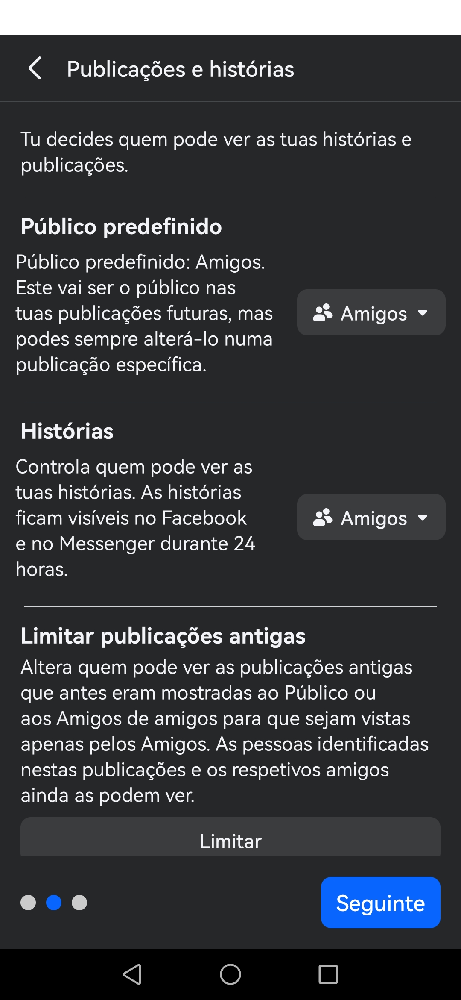 Publicações e histórias
Tu decides quem pode ver as tuas histórias e
publicações.
Público predefinido
Público predefinido: Amigos.
Este vai ser o público nas
tuas publicações futuras, mas
podes sempre alterá-lo numa
publicação específica.
Amigos
Histórias
Controla quem pode ver as
tuas histórias. As histórias
ficam visíveis no Facebook
e no Messenger durante 24
horas.
Amigos
Limitar publicações antigas
Altera quem pode ver as publicações antigas
que antes eram mostradas ao Público ou
aos Amigos de amigos para que sejam vistas
apenas pelos Amigos. As pessoas identificadas
nestas publicações e os respetivos amigos
ainda as podem ver.
Limitar
Seguinte